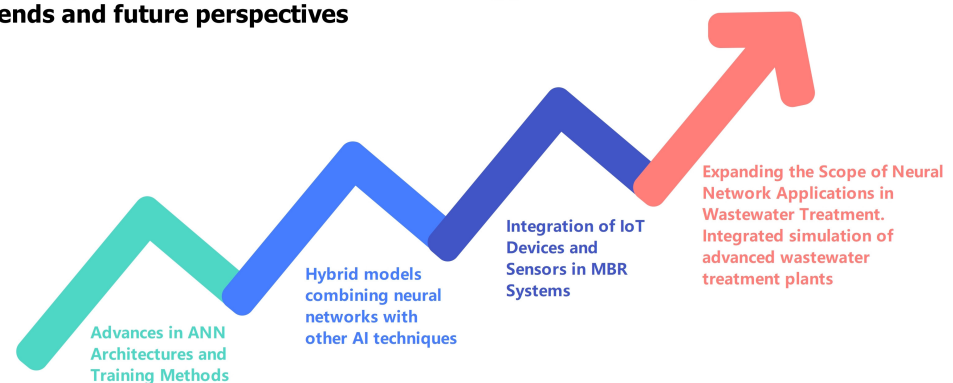 ends and future perspectives
Expanding the Scope of Neural
Network Applications in
Wastewater Treatment.
Integrated simulation of
advanced wastewater
treatment plants
Integration of IoT
Devices and
Sensors in MBR
Systems
Hybrid models
combining neural
networks with
other AI techniques
Advances in ANN
Architectures and
Training Methods